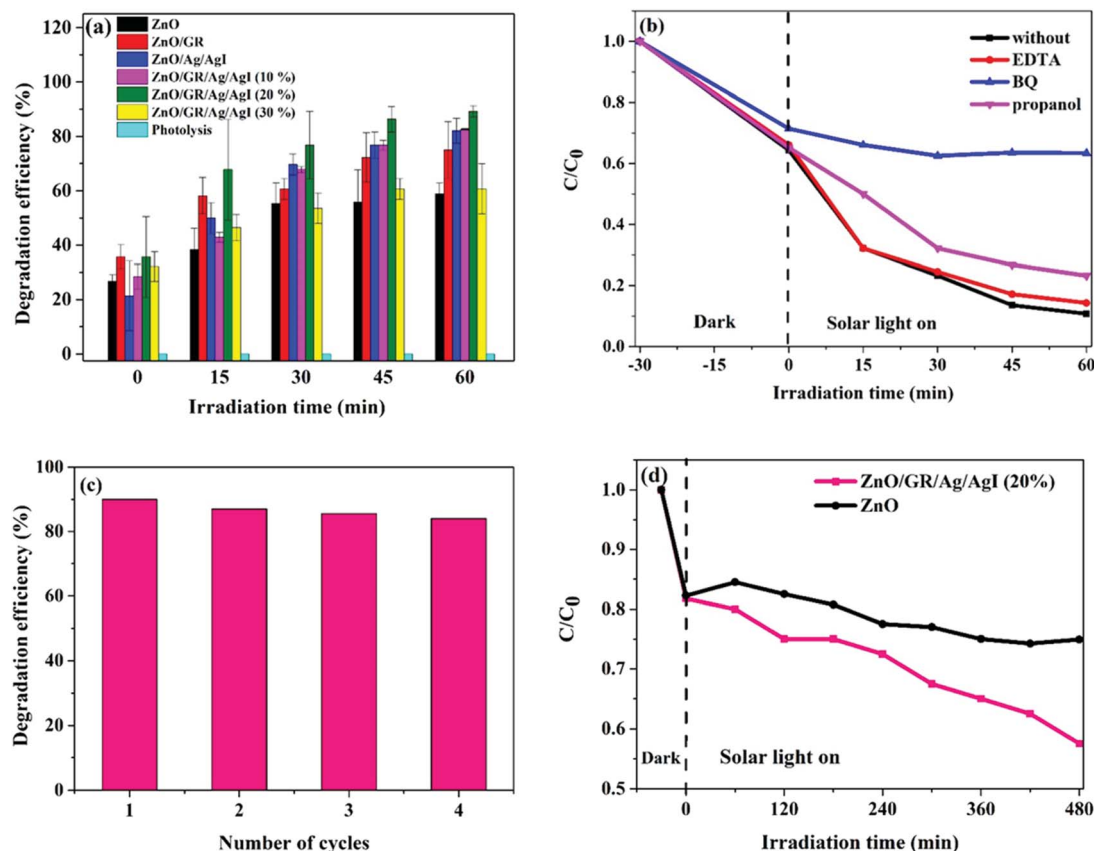 (a)
ZnO
ZnO/GR
ZnO/Ag/AgI
ZnO/GR/Ag/AgI (10 %)
ZnO/GR/Ag/AgI (20 %)
ZnO/GR/Ag/AgI (30 %)
Photolysis
Degradation efficiency (%)
120
100
80
60
40
20
0
0 15 30 45 60
Irradiation time (min)
(b)
without
EDTA
BQ
propanol
C/C0
1.0
0.8
0.6
0.4
0.2
0.0
Dark Solar light on
-30 -15 0 15 30 45 60
Irradiation time (min)
(c)
Degradation efficiency (%)
100
80
60
40
20
0
1 2 3 4
Number of cycles
(d)
ZnO/GR/Ag/AgI (20%)
ZnO
C/C0
1.0
0.9
0.8
0.7
0.6
0.5
Dark Solar light on
0 120 240 360 480
Irradiation time (min)